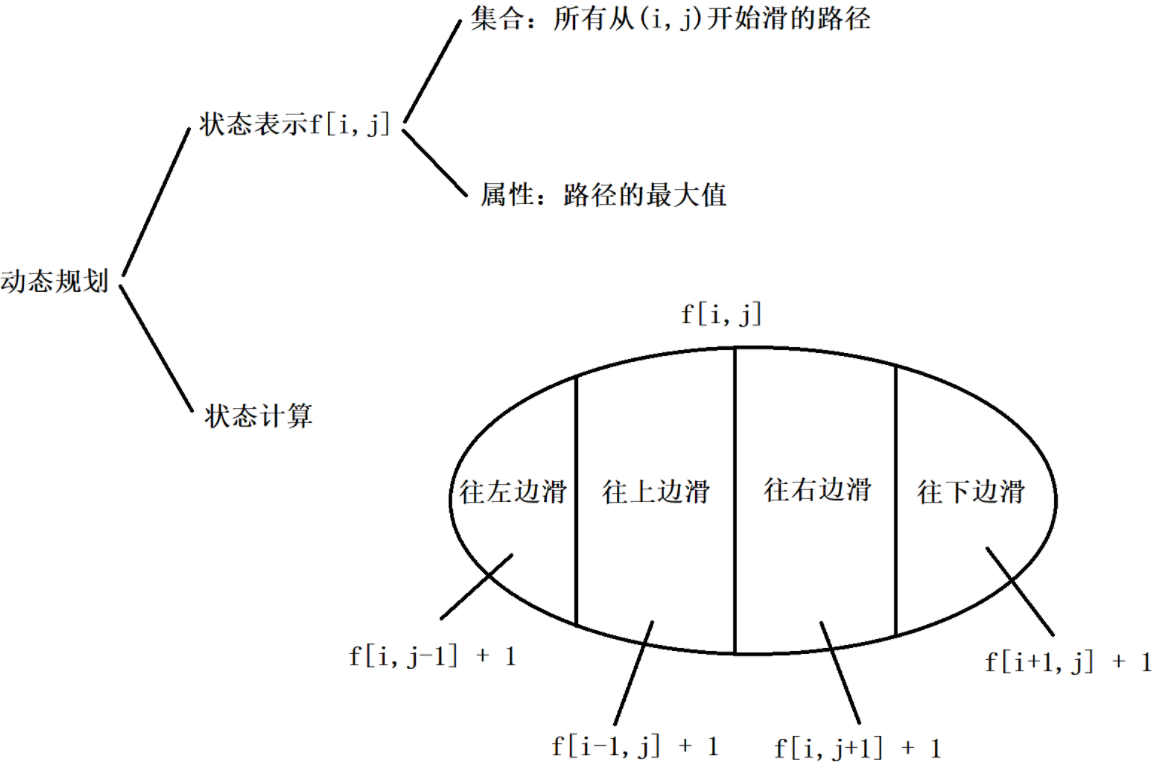 集合：所有从(i,j)开始滑的路径
状态表示f[i,j]
属性：路径的最大值
动态规划
f[i,j]
状态计算
往左边滑
往上边滑
往右边滑
往下边滑
f[i,j-1] + 1
f[i+1,j] + 1
f[i-1,j] + 1
f[i,j+1] + 1